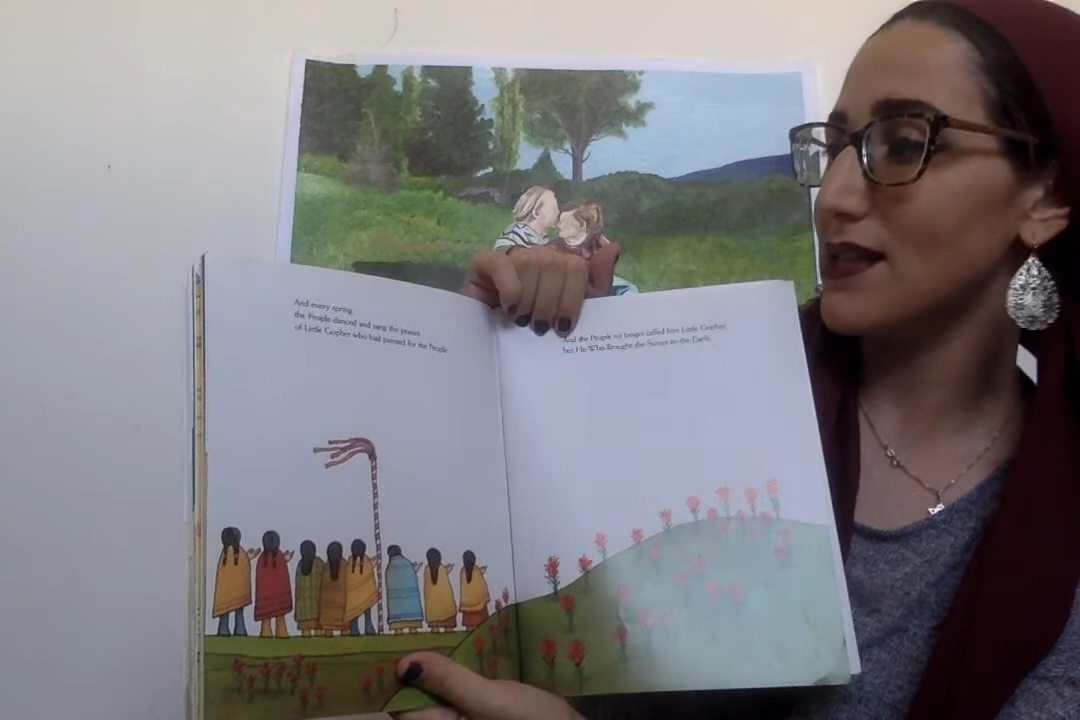 And every spring,
the People danced and sang the praises
of Little Gopher who had painted for the People.
And the People no longer called him Little Gopher,
but He-Who-Brought-the-Sunset-to-the-Earth.